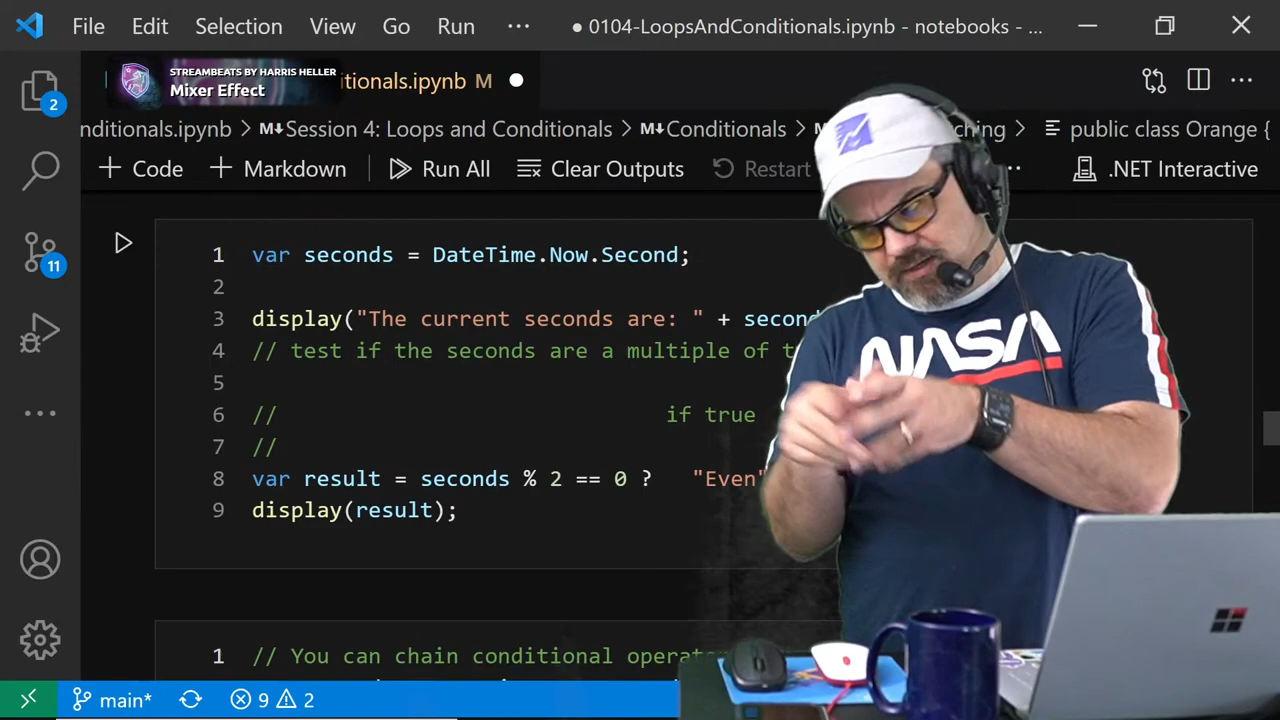 File Edit Selection View Go Run ··· ● 0104-LoopsAndConditionals.ipynb - notebooks - ...
STREAMBEATS BY HARRIS HELLER
Mixer Effect
itionals.ipynb M
nditionals.ipynb > M↓Session 4: Loops and Conditionals > M↓Conditionals > ching > public class Orange {
+ Code + Markdown Run All Clear Outputs Restart ··· .NET Interactive
2
11
1 var seconds = DateTime.Now.Second;
2
3 display("The current seconds are: " + second
4 // test if the seconds are a multiple of
5
6 // if true
7 //
8 var result = seconds % 2 == 0 ? "Even"
9 display(result);
1 // You can chain conditional operat
NASA
main* 9 2